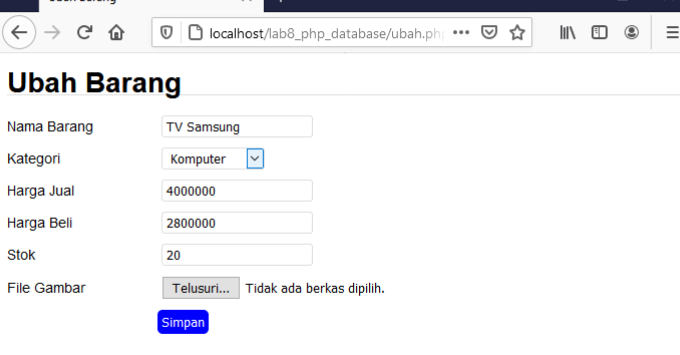 localhost/lab8_php_database/ubah.ph
Ubah Barang
Nama Barang TV Samsung
Kategori Komputer
Harga Jual 4000000
Harga Beli 2800000
Stok 20
File Gambar Telusuri... Tidak ada berkas dipilih.
Simpan